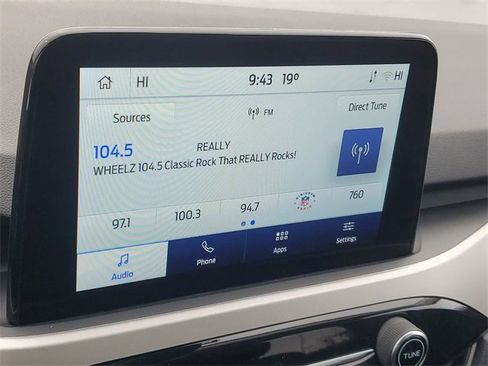 HI 9:43 19° HI
Sources FM Direct Tune
104.5 REALLY
WHEELZ 104.5 Classic Rock That REALLY Rocks!
97.1 100.3 94.7 760
Audio Phone Apps Settings
TUNE